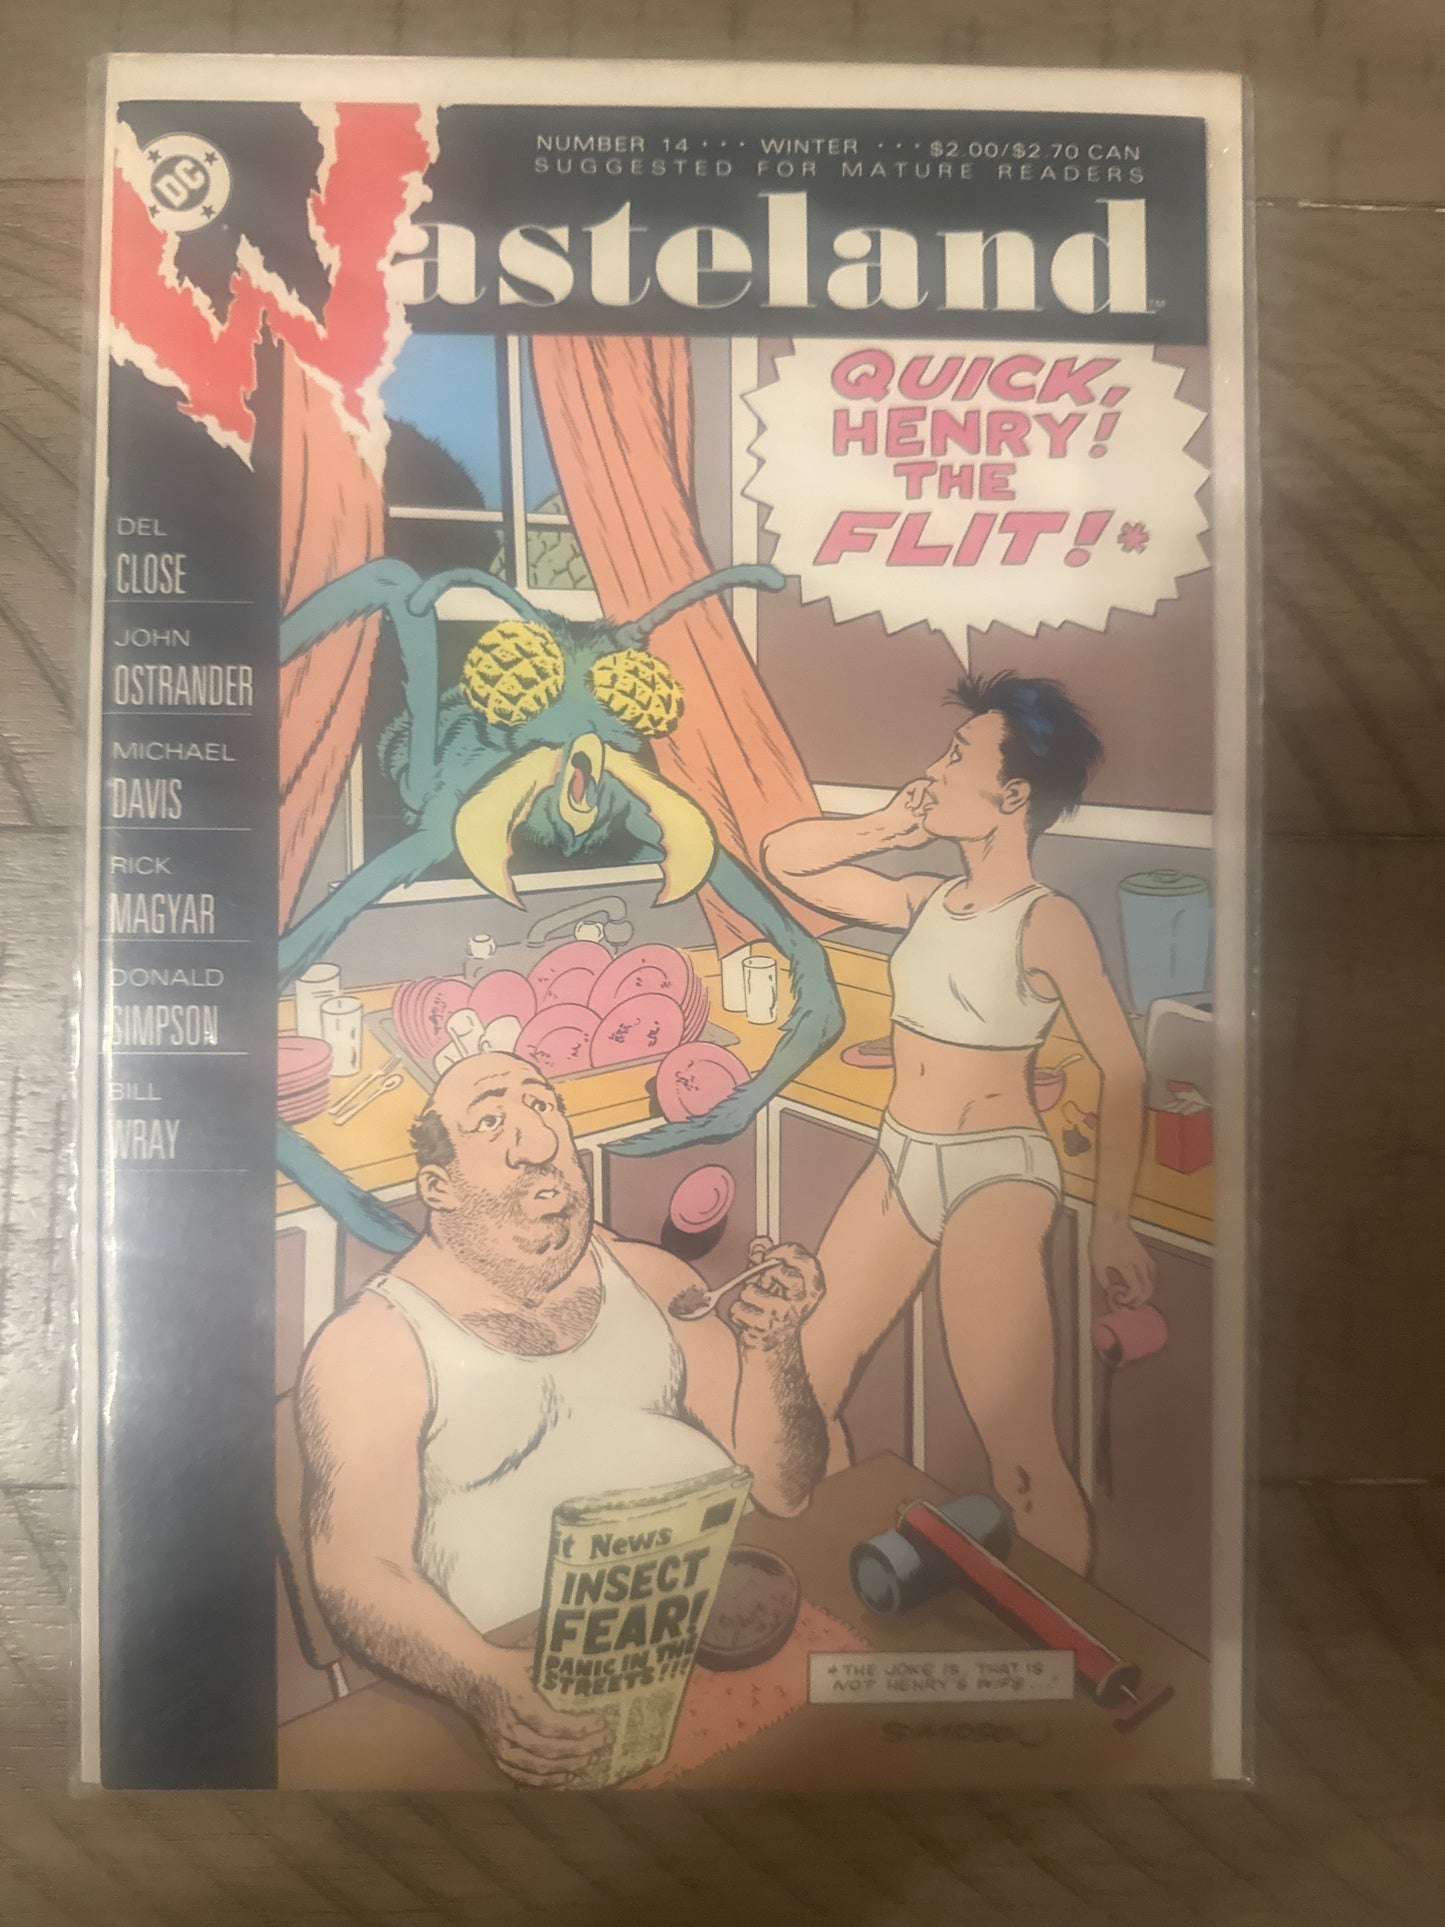 DC
NUMBER 14 · · · WINTER · · · $2.00/$2.70 CAN
SUGGESTED FOR MATURE READERS
Wasteland™
QUICK,
HENRY!
THE
FLIT!*
DEL
CLOSE
JOHN
OSTRANDER
MICHAEL
DAVIS
RICK
MAGYAR
DONALD
SIMPSON
BILL
WRAY
it News
INSECT
FEAR!
PANIC IN THE
STREETS!!!
*THE JOKE IS, THAT IS
NOT HENRY'S WIFE...
SIMPSON